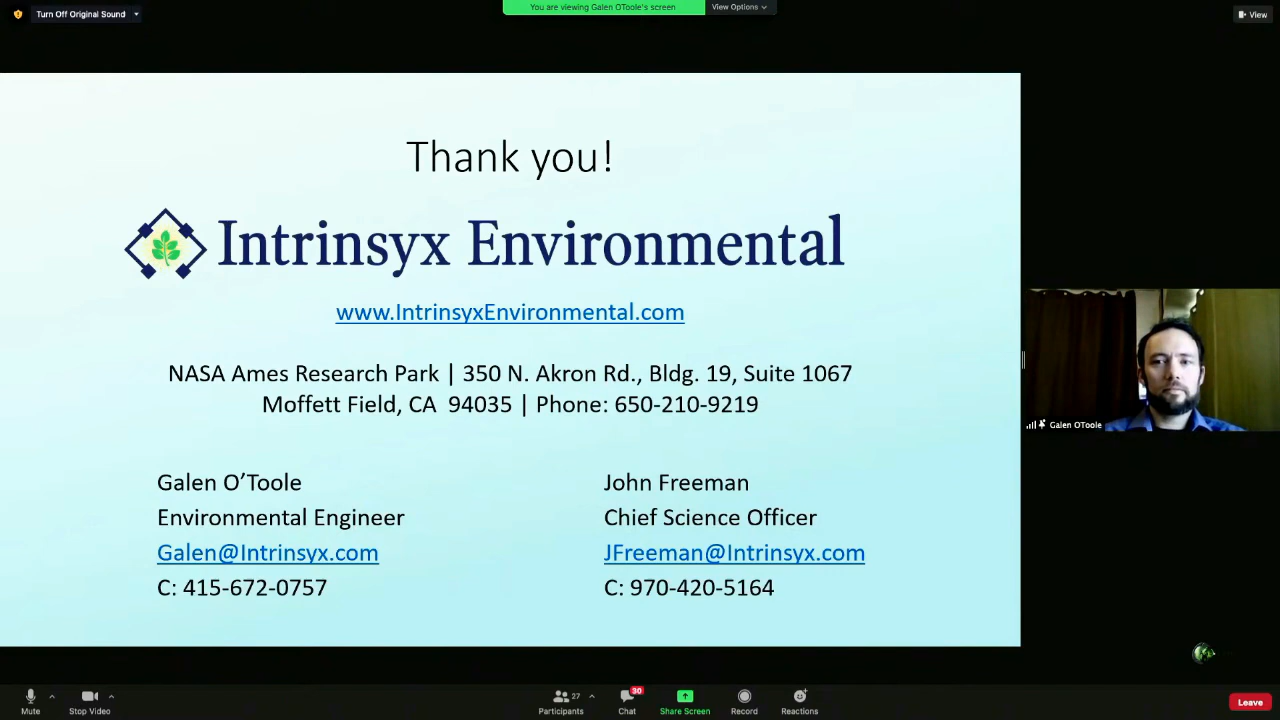 Turn Off Original Sound
You are viewing Galen OToole's screen
View Options
View
Thank you!
Intrinsyx Environmental
www.IntrinsyxEnvironmental.com
NASA Ames Research Park | 350 N. Akron Rd., Bldg. 19, Suite 1067
Moffett Field, CA 94035 | Phone: 650-210-9219
Galen O’Toole
Environmental Engineer
Galen@Intrinsyx.com
C: 415-672-0757
John Freeman
Chief Science Officer
JFreeman@Intrinsyx.com
C: 970-420-5164
Galen OToole
Mute
Stop Video
27
Participants
30
Chat
Share Screen
Record
Reactions
Leave